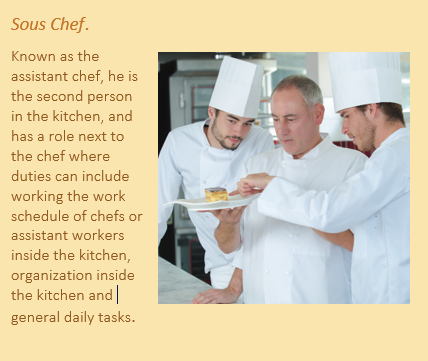 Sous Chef.
Known as the
assistant chef, he is
the second person
in the kitchen, and
has a role next to
the chef where
duties can include
working the work
schedule of chefs or
assistant workers
inside the kitchen,
organization inside
the kitchen and
general daily tasks.